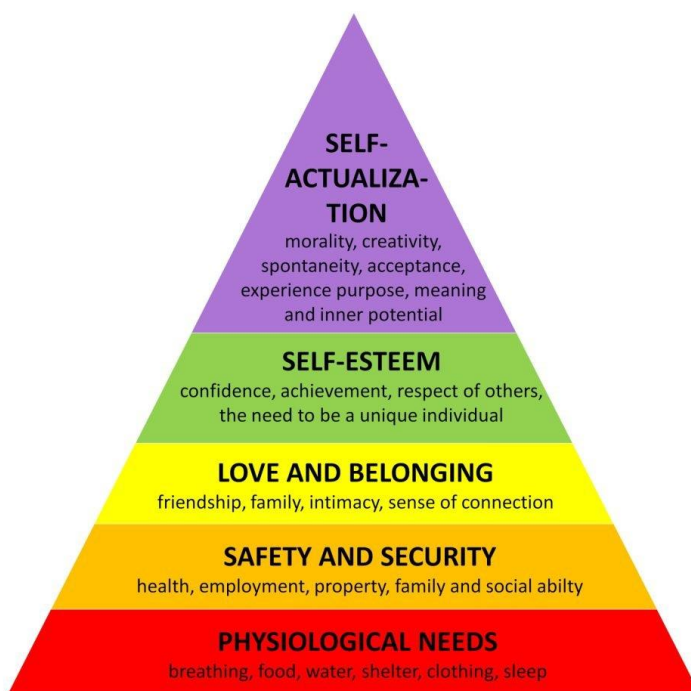 SELF-
ACTUALIZA-
TION
morality, creativity,
spontaneity, acceptance,
experience purpose, meaning
and inner potential
SELF-ESTEEM
confidence, achievement, respect of others,
the need to be a unique individual
LOVE AND BELONGING
friendship, family, intimacy, sense of connection
SAFETY AND SECURITY
health, employment, property, family and social abilty
PHYSIOLOGICAL NEEDS
breathing, food, water, shelter, clothing, sleep